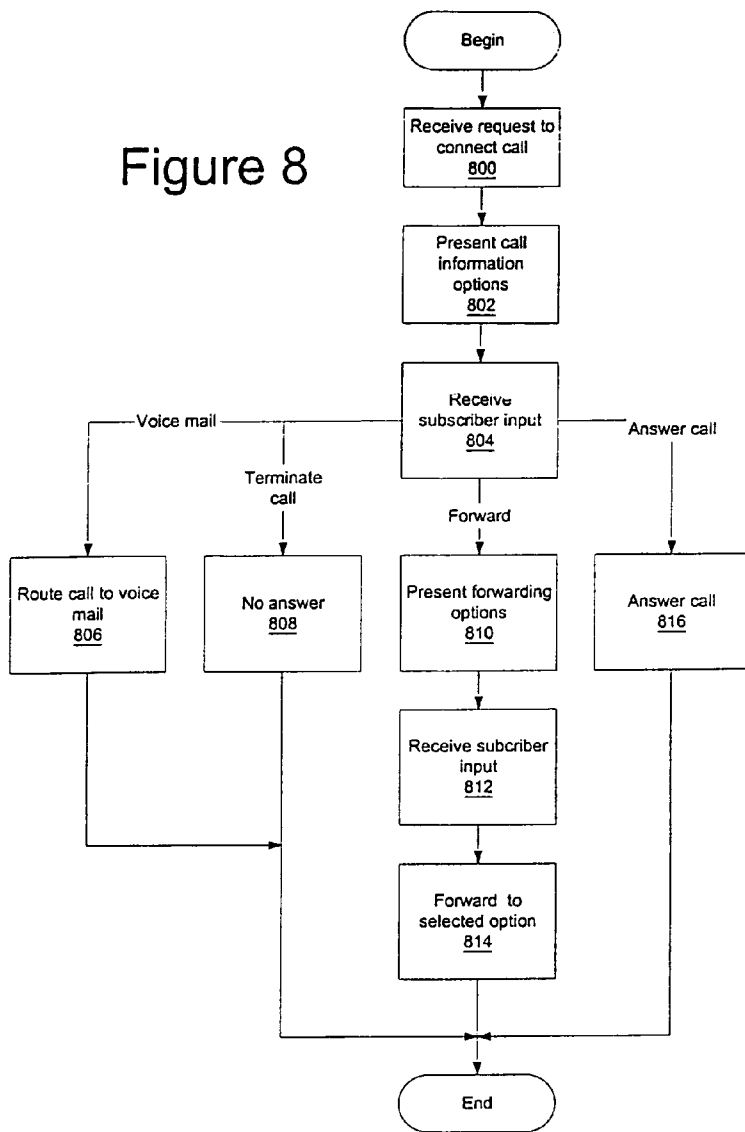 Begin
Receive request to
connect call
800
Figure 8
Present call
information
options
802
Receive
subscriber input
804
Voice mail
Terminate
call
Forward
Answer call
Route call to voice
mail
806
No answer
808
Present forwarding
options
810
Answer call
816
Receive subcriber
input
812
Forward to
selected option
814
End